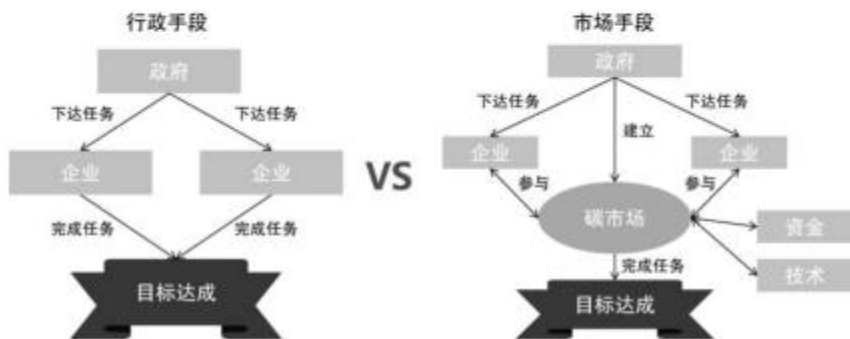 行政手段
政府
下达任务 下达任务
企业 企业
完成任务 完成任务
目标达成
VS
市场手段
政府
下达任务 下达任务
建立
企业 企业
参与 参与
碳市场
资金
完成任务
技术
目标达成